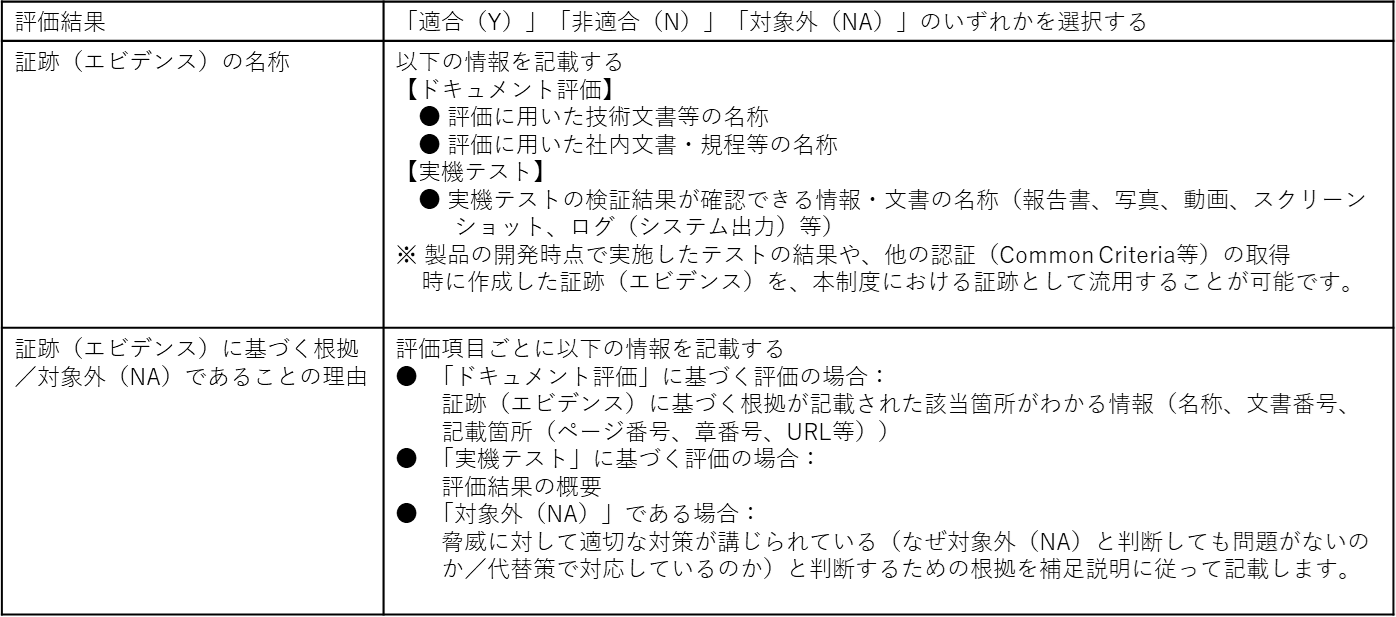 評価結果
「適合（Y）」「非適合（N）」「対象外（NA）」のいずれかを選択する
証跡（エビデンス）の名称
以下の情報を記載する
【ドキュメント評価】
● 評価に用いた技術文書等の名称
● 評価に用いた社内文書・規程等の名称
【実機テスト】
● 実機テストの検証結果が確認できる情報・文書の名称（報告書、写真、動画、スクリーン
ショット、ログ（システム出力）等）
※ 製品の開発時点で実施したテストの結果や、他の認証（Common Criteria等）の取得
時に作成した証跡（エビデンス）を、本制度における証跡として流用することが可能です。
証跡（エビデンス）に基づく根拠
／対象外（NA）であることの理由
評価項目ごとに以下の情報を記載する
● 「ドキュメント評価」に基づく評価の場合：
証跡（エビデンス）に基づく根拠が記載された該当箇所がわかる情報（名称、文書番号、
記載箇所（ページ番号、章番号、URL等））
● 「実機テスト」に基づく評価の場合：
評価結果の概要
● 「対象外（NA）」である場合：
脅威に対して適切な対策が講じられている（なぜ対象外（NA）と判断しても問題がないの
か／代替策で対応しているのか）と判断するための根拠を補足説明に従って記載します。